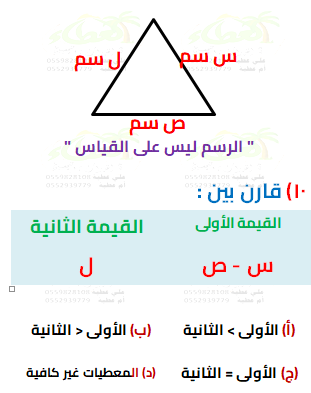 س سم
ل سم
ص سم
" الرسم ليس على القياس "
١٠) قارن بين :
القيمة الأولى القيمة الثانية
س - ص ل
(أ) الأولى > الثانية (ب) الأولى < الثانية
(ج) الأولى = الثانية (د) المعطيات غير كافية